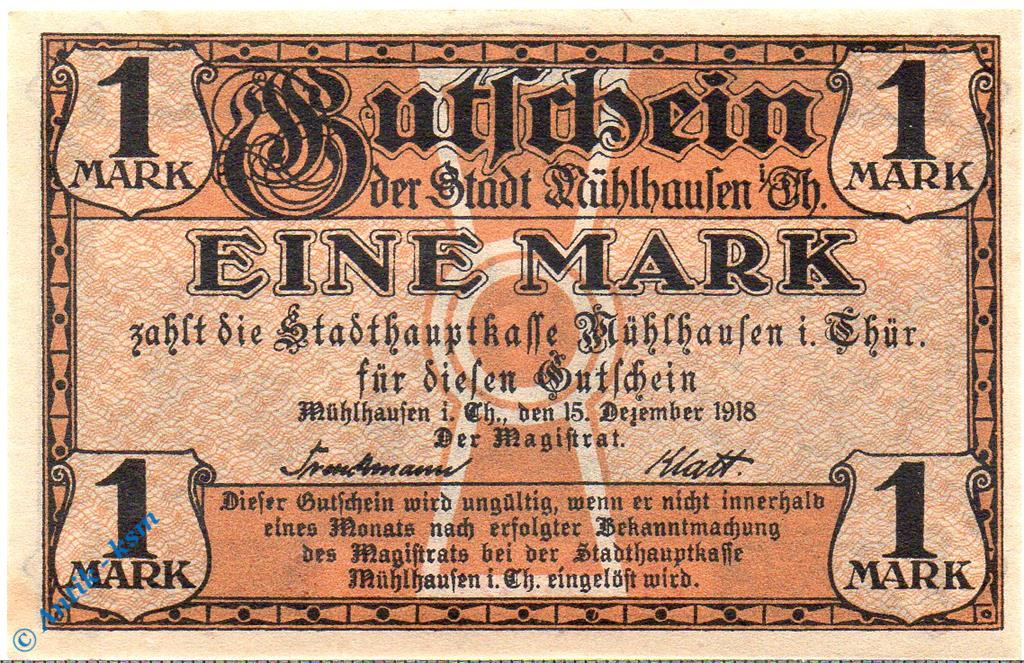 1 MARK
1 MARK
Gutschein
der Stadt Mühlhausen i/Th.
EINE MARK
zahlt die Stadthauptkasse Mühlhausen i. Thür.
für diesen Gutschein
Mühlhausen i. Th., den 15. Dezember 1918
Der Magistrat.
Trenckmann Klatt.
1 MARK
1 MARK
Dieser Gutschein wird ungültig, wenn er nicht innerhalb
eines Monats nach erfolgter Bekanntmachung
des Magistrats bei der Stadthauptkasse
Mühlhausen i. Th. eingelöst wird.
© Antik-ksm